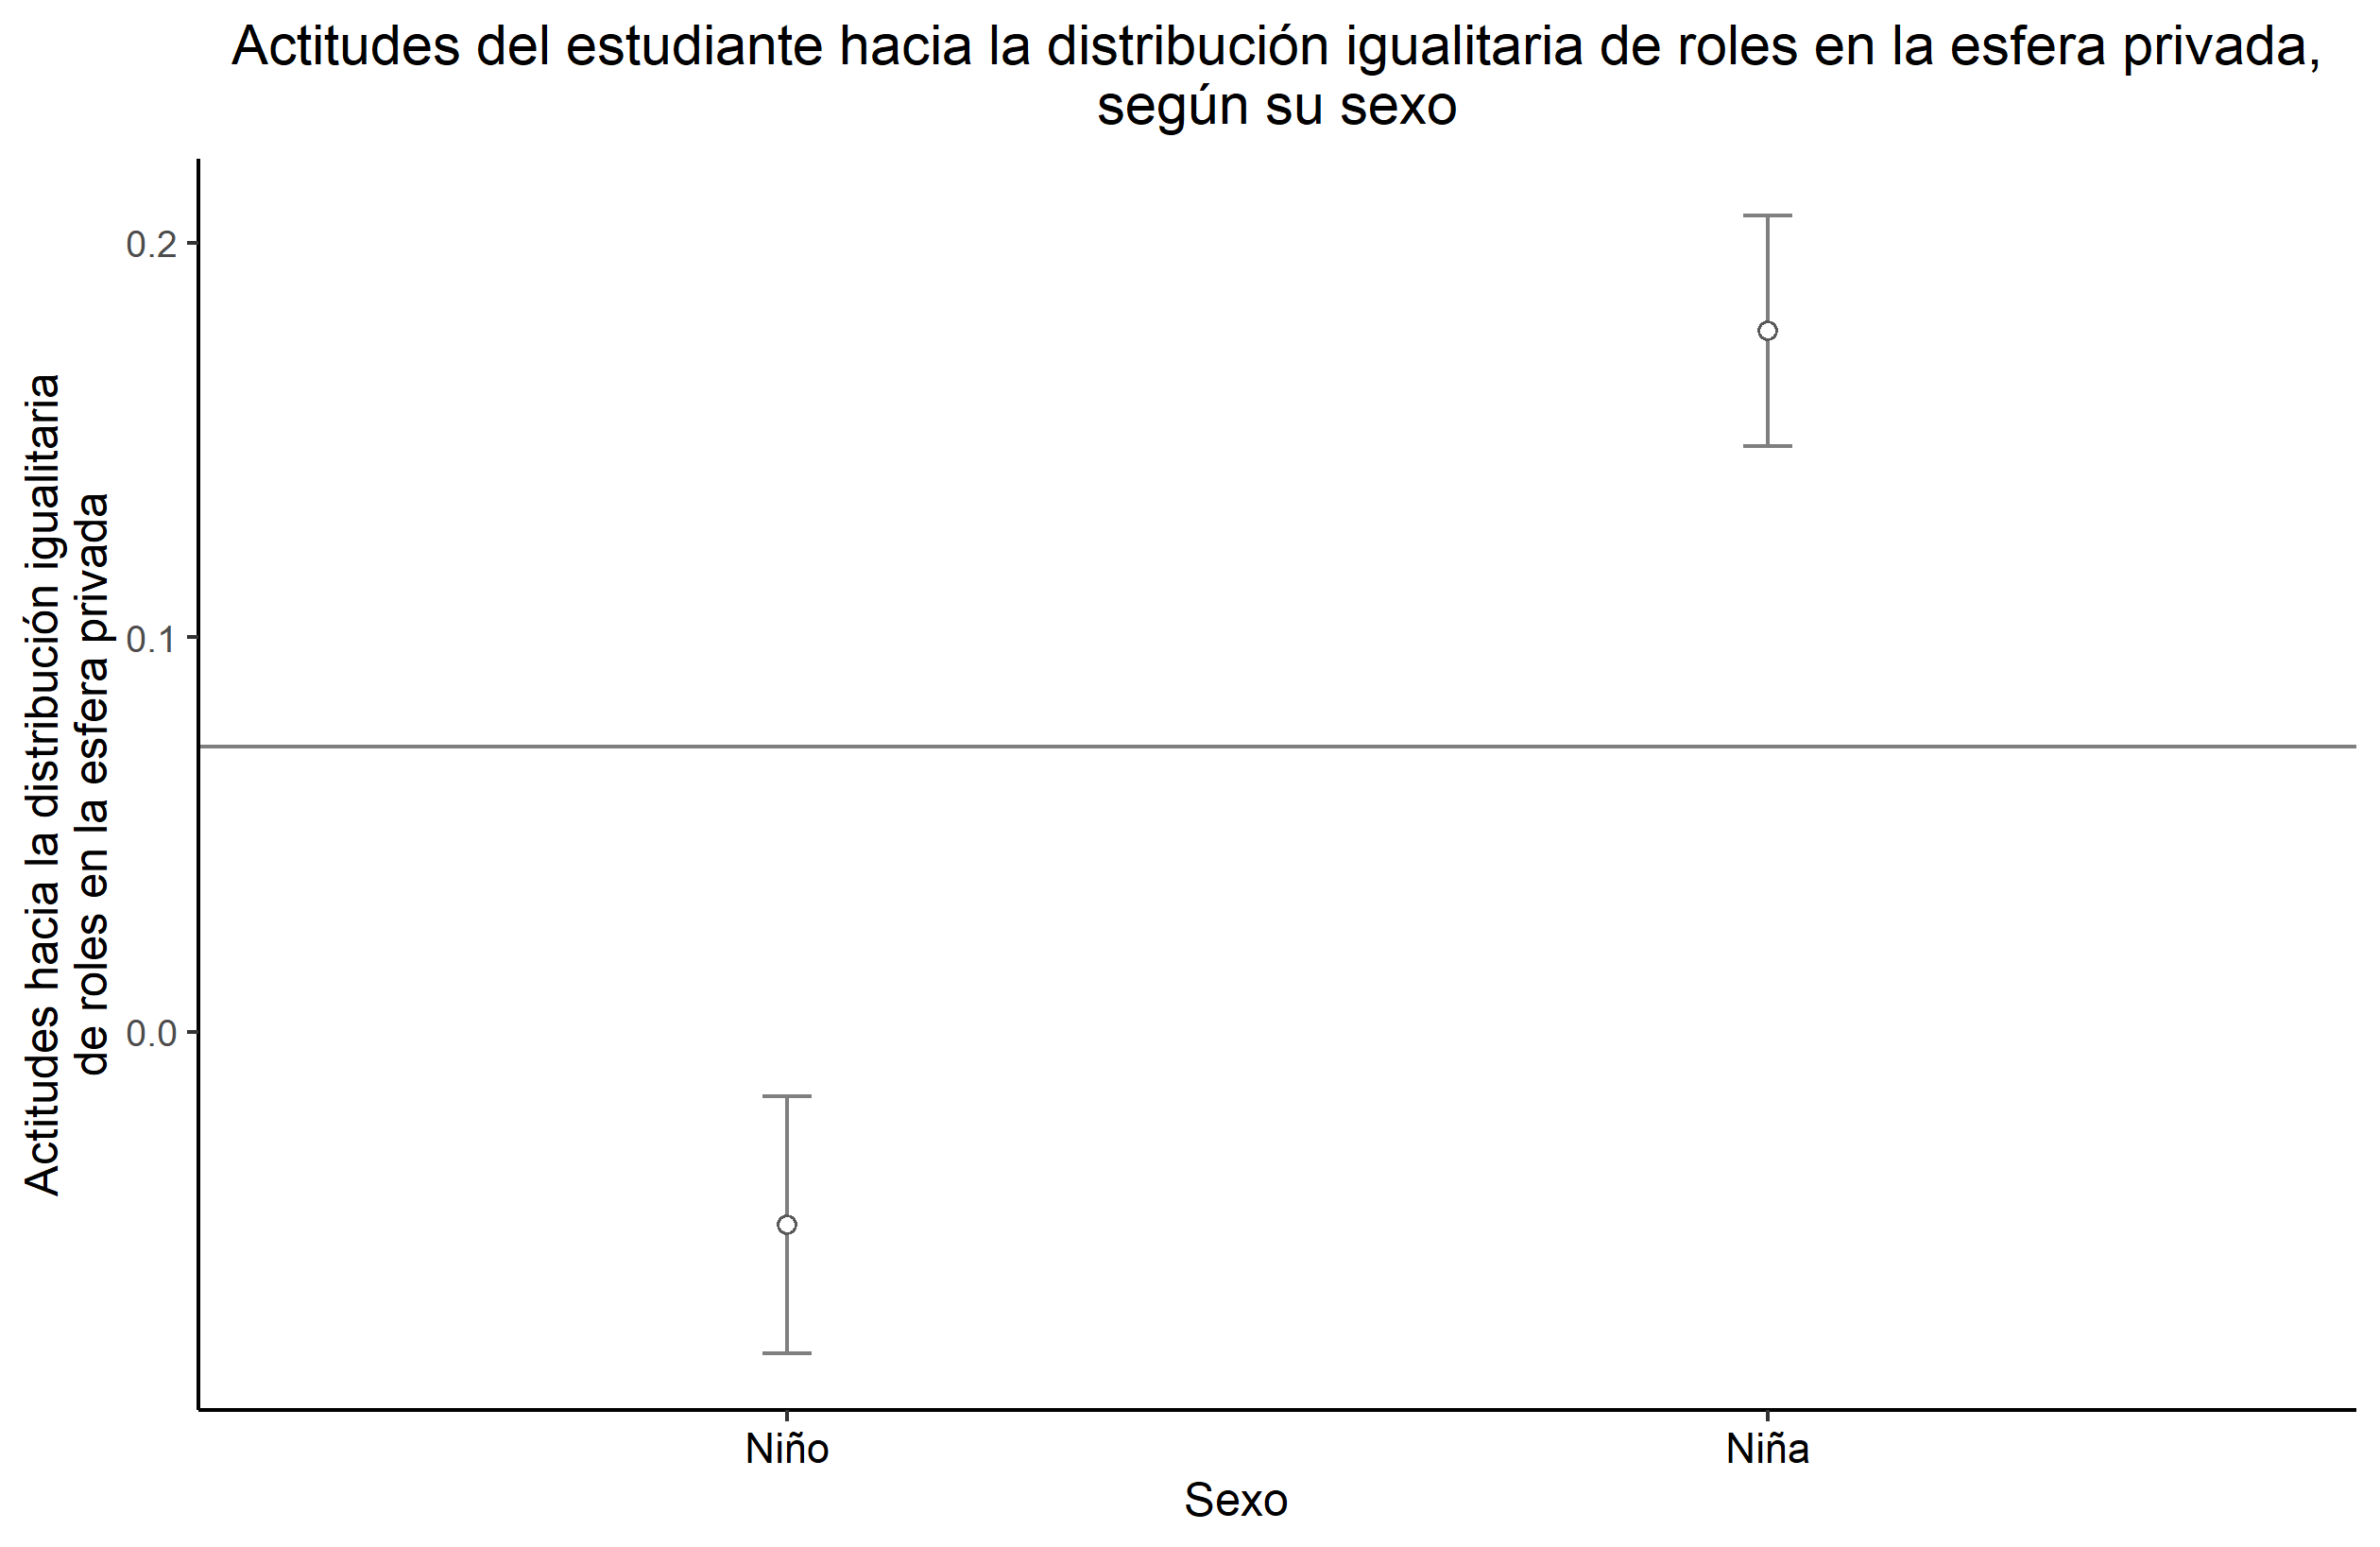 Actitudes del estudiante hacia la distribución igualitaria de roles en la esfera privada,
según su sexo
Actitudes hacia la distribución igualitaria
de roles en la esfera privada
0.2
0.1
0.0
Niño
Niña
Sexo